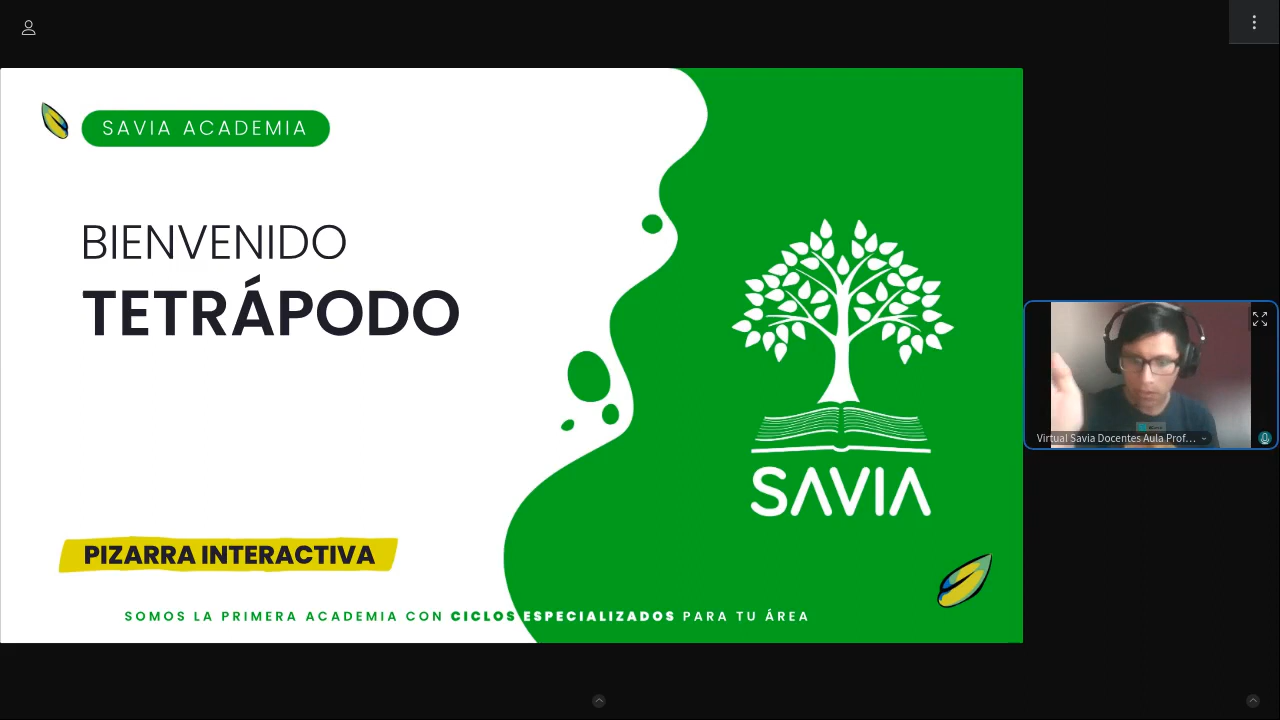 SAVIA ACADEMIA
BIENVENIDO
TETRÁPODO
SAVIA
PIZARRA INTERACTIVA
SOMOS LA PRIMERA ACADEMIA CON CICLOS ESPECIALIZADOS PARA TU ÁREA
Virtual Savia Docentes Aula Prof…